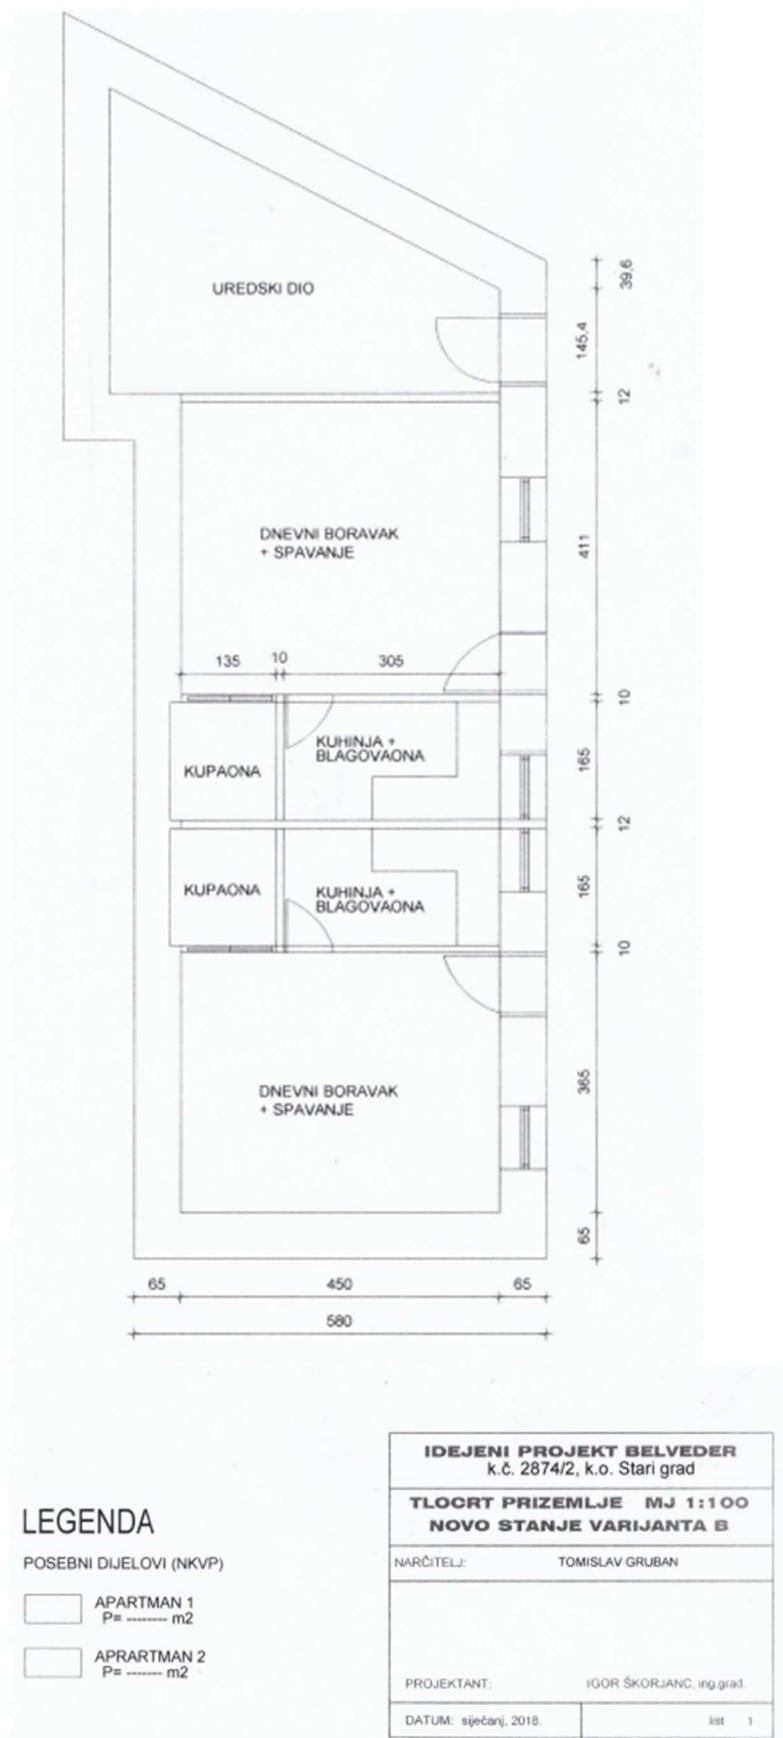 UREDSKI DIO
39,6
145,4
12
DNEVNI BORAVAK
+ SPAVANJE
411
135 10 305
10
KUPAONA
KUHINJA +
BLAGOVAONA
165
12
KUPAONA
KUHINJA +
BLAGOVAONA
165
10
DNEVNI BORAVAK
+ SPAVANJE
365
65
65 450 65
580
LEGENDA
POSEBNI DIJELOVI (NKVP)
APARTMAN 1
P= -------- m2
APRARTMAN 2
P= ------- m2
IDEJENI PROJEKT BELVEDER
k.č. 2874/2, k.o. Stari grad
TLOCRT PRIZEMLJE MJ 1:100
NOVO STANJE VARIJANTA B
NARČITELJ: TOMISLAV GRUBAN
PROJEKTANT: IGOR ŠKORJANC, ing.građ.
DATUM: siječanj, 2018. list 1